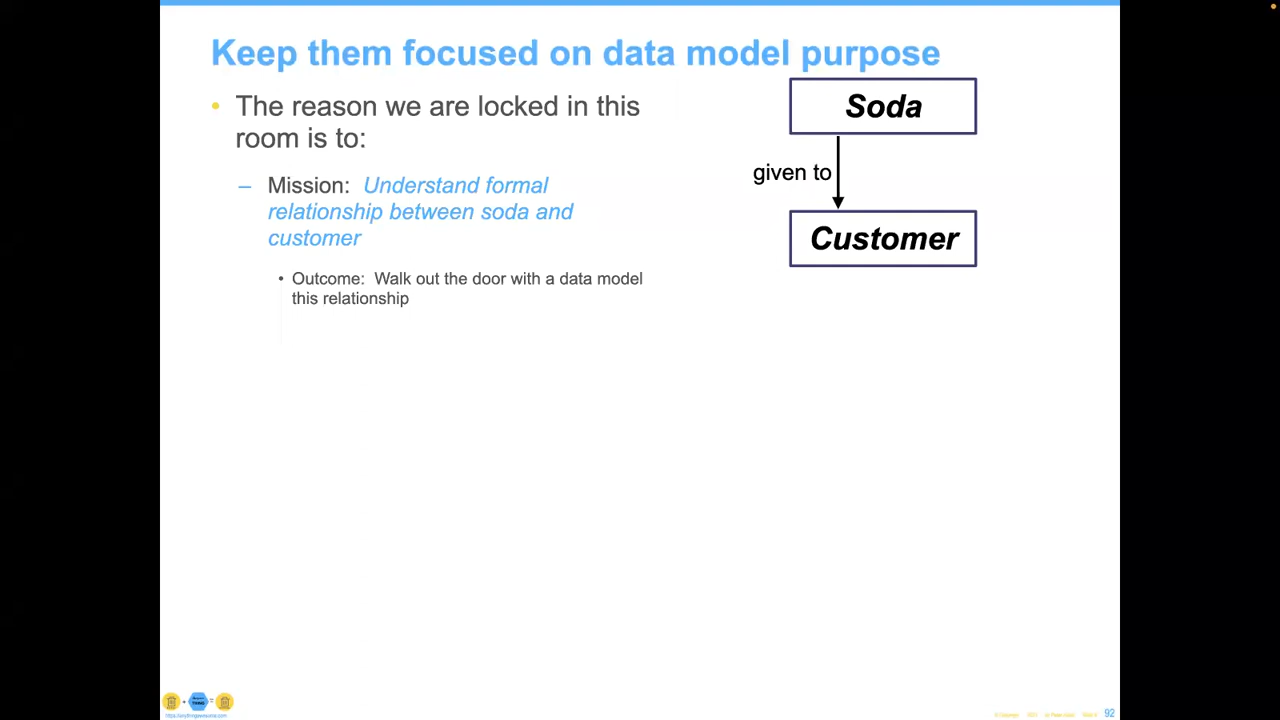 Keep them focused on data model purpose
• The reason we are locked in this
room is to:
– Mission: Understand formal
relationship between soda and
customer
• Outcome: Walk out the door with a data model
this relationship
Soda
given to
Customer
92